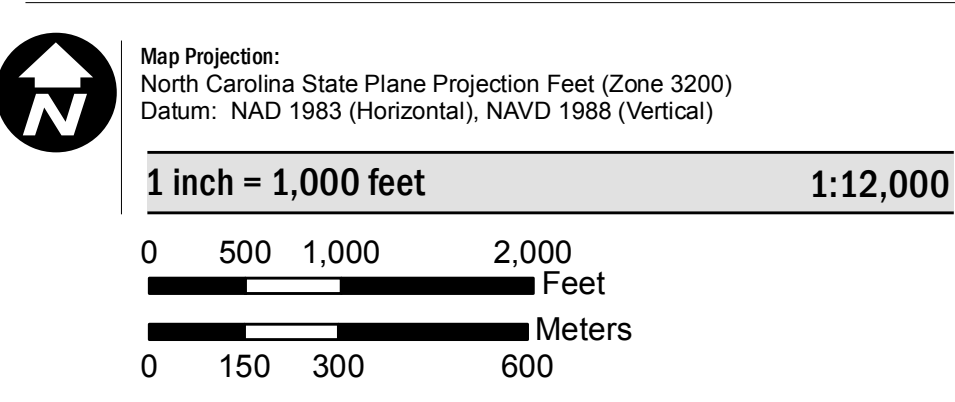 N
Map Projection:
North Carolina State Plane Projection Feet (Zone 3200)
Datum: NAD 1983 (Horizontal), NAVD 1988 (Vertical)
1 inch = 1,000 feet 1:12,000
0 500 1,000 2,000
Feet
Meters
0 150 300 600